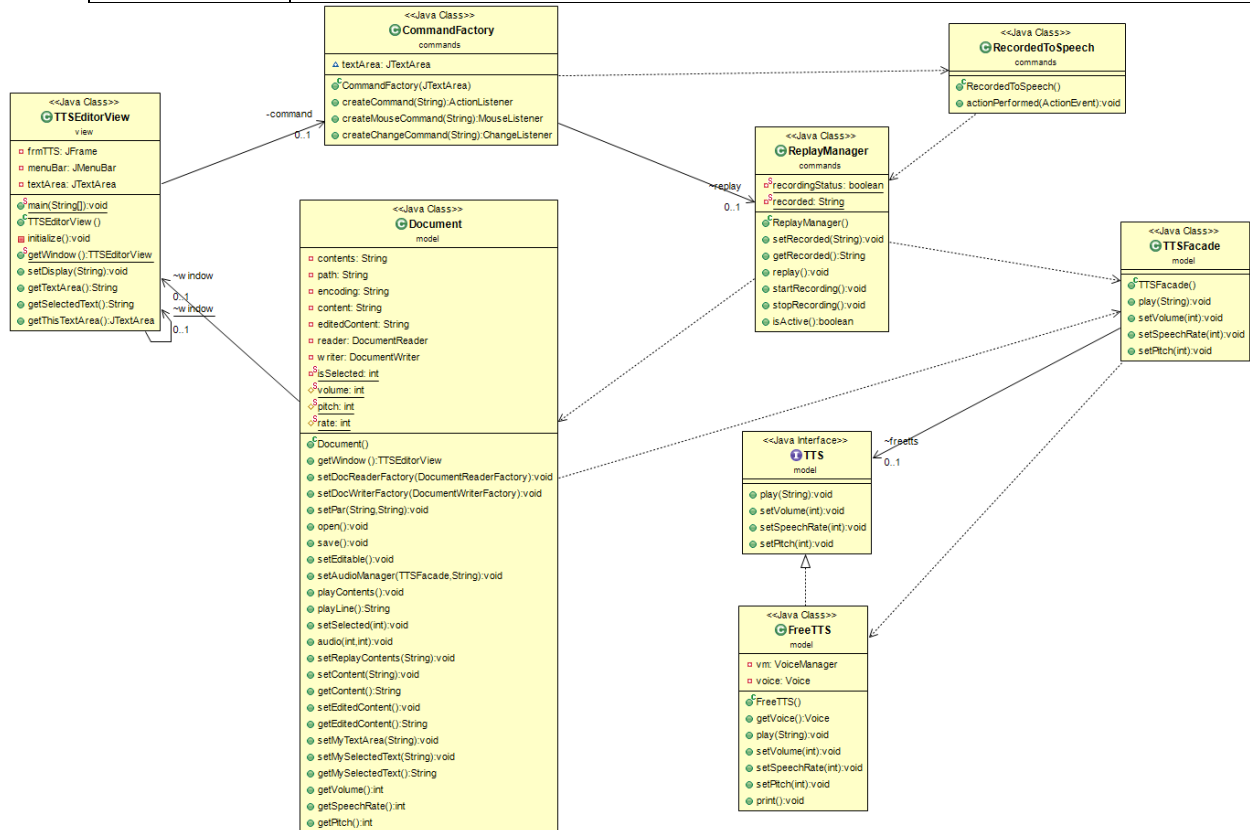 <<Java Class>>
CommandFactory
commands
textArea: JTextArea
CommandFactory(JTextArea)
createCommand(String):ActionListener
createMouseCommand(String):MouseListener
createChangeCommand(String):ChangeListener
<<Java Class>>
RecordedToSpeech
commands
RecordedToSpeech()
actionPerformed(ActionEvent):void
<<Java Class>>
TTSEditorView
view
frmTTS: JFrame
menuBar: JMenuBar
textArea: JTextArea
main(String[]):void
TTSEditorView()
initialize():void
getWindow():TTSEditorView
setDisplay(String):void
getTextArea():String
getSelectedText():String
getThisTextArea():JTextArea
-command
0..1
~window
0..1
~window
0..1
<<Java Class>>
ReplayManager
commands
recordingStatus: boolean
recorded: String
ReplayManager()
setRecorded(String):void
getRecorded():String
replay():void
startRecording():void
stopRecording():void
isActive():boolean
~replay
0..1
<<Java Class>>
Document
model
contents: String
path: String
encoding: String
content: String
editedContent: String
reader: DocumentReader
writer: DocumentWriter
isSelected: int
volume: int
pitch: int
rate: int
Document()
getWindow():TTSEditorView
setDocReaderFactory(DocumentReaderFactory):void
setDocWriterFactory(DocumentWriterFactory):void
setPar(String,String):void
open():void
save():void
setEditable():void
setAudioManager(TTSFacade,String):void
playContents():void
playLine():String
setSelected(int):void
audio(int,int):void
setReplayContents(String):void
setContent(String):void
getContent():String
setEditedContent():void
getEditedContent():String
setMyTextArea(String):void
setMySelectedText(String):void
getMySelectedText():String
getVolume():int
getSpeechRate():int
getPitch():int
<<Java Class>>
TTSFacade
model
TTSFacade()
play(String):void
setVolume(int):void
setSpeechRate(int):void
setPitch(int):void
~freetts
0..1
<<Java Interface>>
TTS
model
play(String):void
setVolume(int):void
setSpeechRate(int):void
setPitch(int):void
<<Java Class>>
FreeTTS
model
vm: VoiceManager
voice: Voice
FreeTTS()
getVoice():Voice
play(String):void
setVolume(int):void
setSpeechRate(int):void
setPitch(int):void
print():void